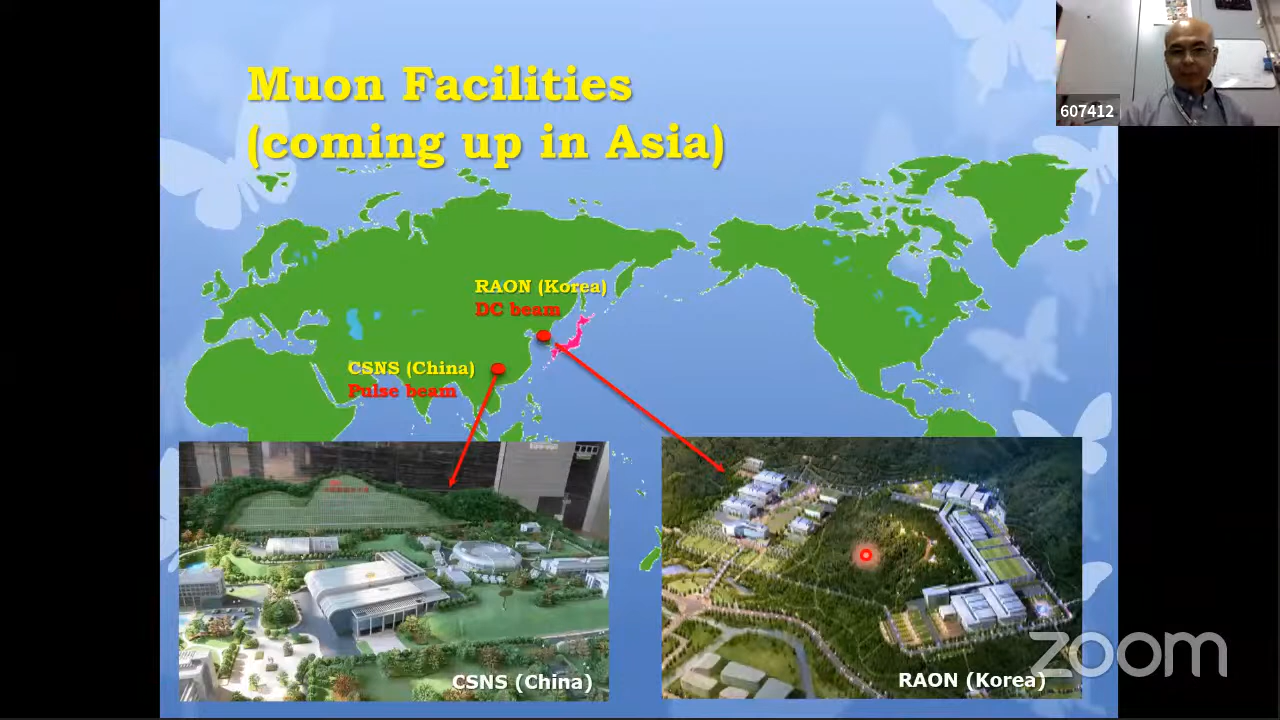 Muon Facilities
(coming up in Asia)
607412
RAON (Korea)
DC beam
CSNS (China)
Pulse beam
CSNS (China)
RAON (Korea)
zoom